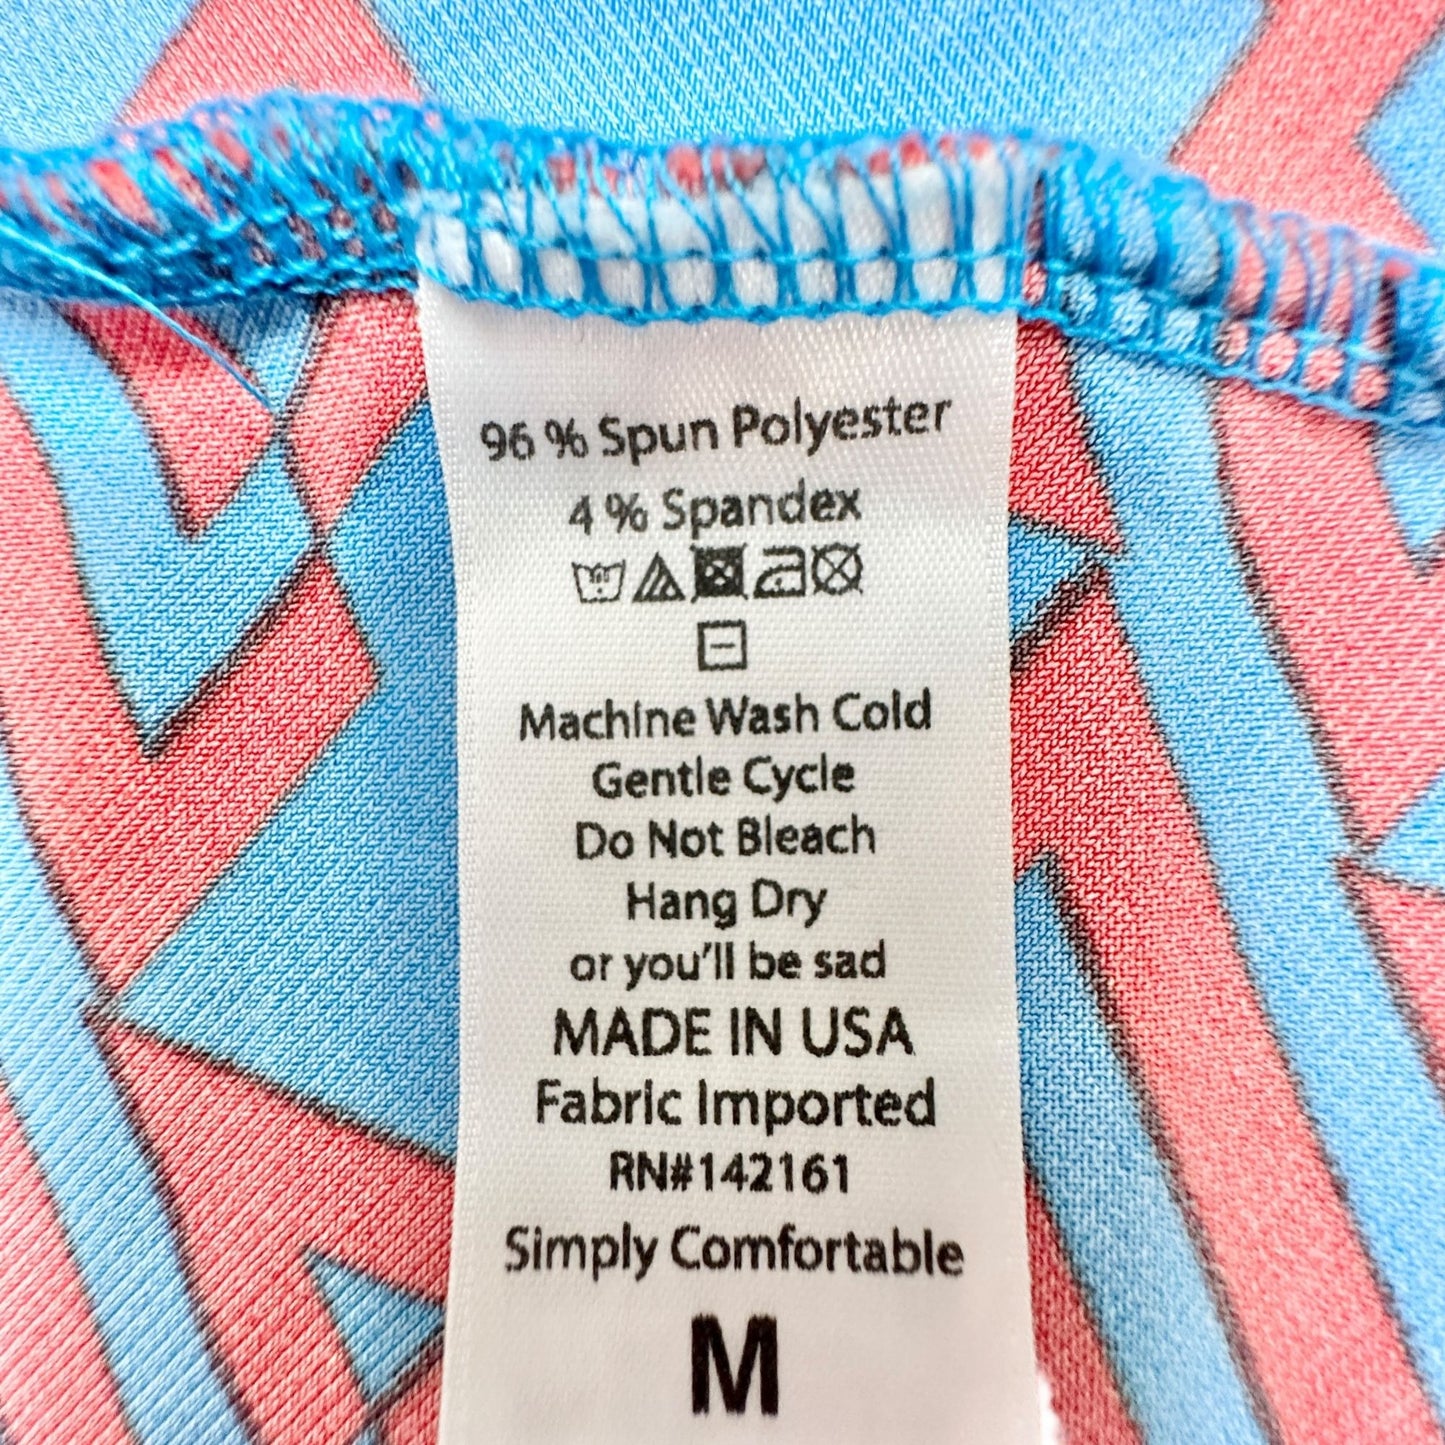 96 % Spun Polyester
4 % Spandex
Machine Wash Cold
Gentle Cycle
Do Not Bleach
Hang Dry
or you'll be sad
MADE IN USA
Fabric Imported
RN#142161
Simply Comfortable
M